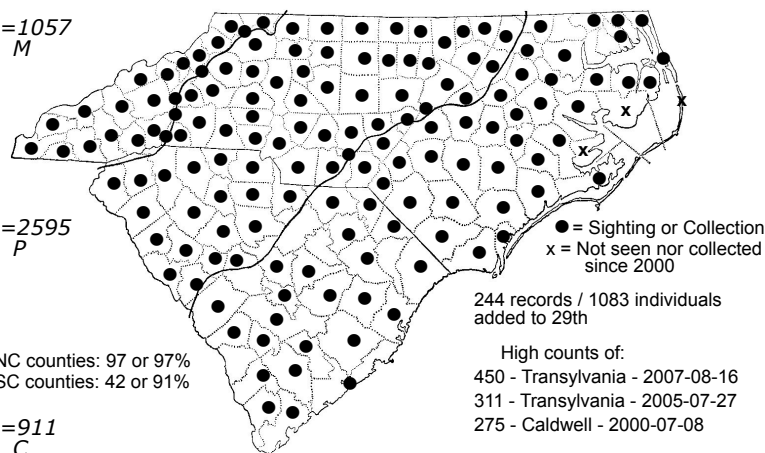 =1057
M
=2595
P
● = Sighting or Collection
x = Not seen nor collected
since 2000
244 records / 1083 individuals
added to 29th
High counts of:
NC counties: 97 or 97%
SC counties: 42 or 91%
450 - Transylvania - 2007-08-16
311 - Transylvania - 2005-07-27
275 - Caldwell - 2000-07-08
=911
C
x
x
x